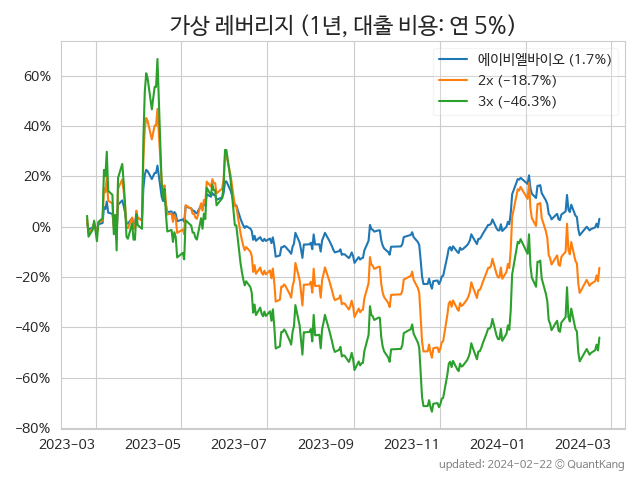 가상 레버리지 (1년, 대출 비용: 연 5%)
에이비엘바이오 (1.7%)
2x (−18.7%)
3x (−46.3%)
60%
40%
20%
0%
−20%
−40%
−60%
−80%
2023-03 2023-05 2023-07 2023-09 2023-11 2024-01 2024-03
updated: 2024-02-22 © QuantKang